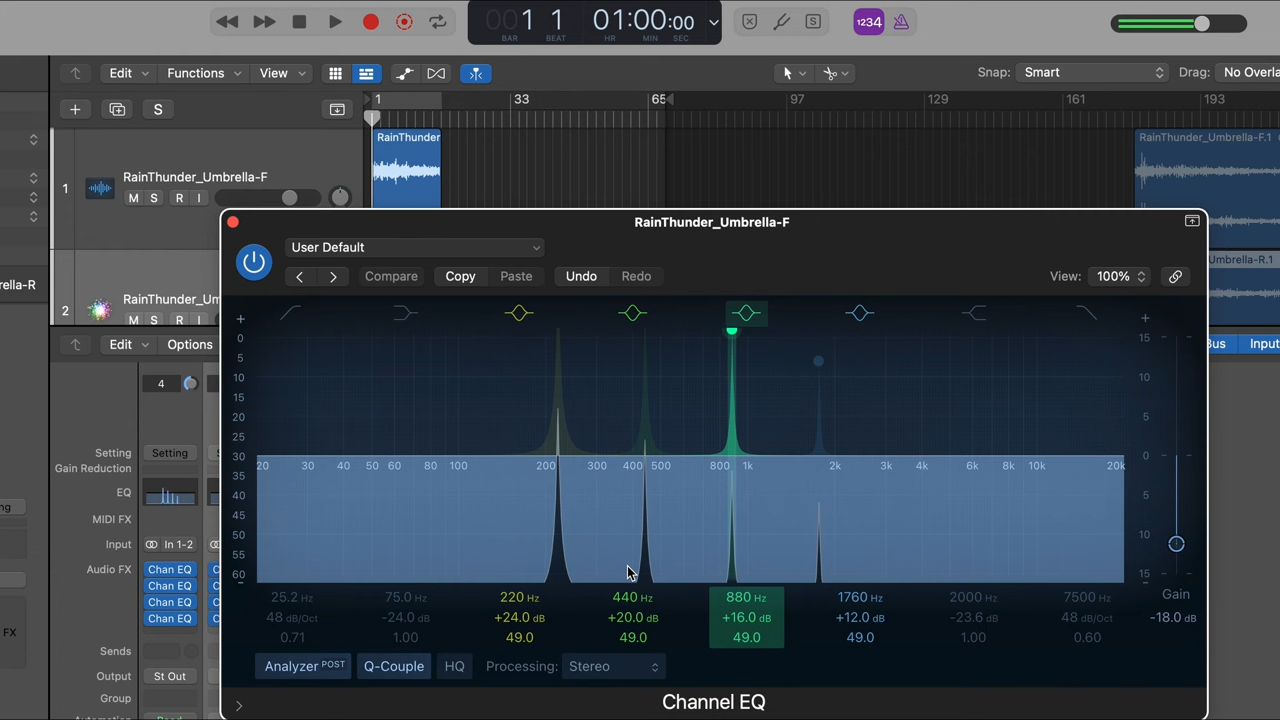 001 1 01:00:00
BAR BEAT HR MIN SEC
S 1234
Edit Functions View Snap: Smart Drag: No Overla
S 1 33 65 97 129 161 193
RainThunder RainThunder_Umbrella-F.1
1 RainThunder_Umbrella-F
M S R I
RainThunder_Umbrella-F
User Default
Umbrella-R.1
Compare Copy Paste Undo Redo View: 100%
rella-R
2 RainThunder_Um
M S R I
Edit Options Bus Input
0 5 10 15 20 25 30 35 40 45 50 55 60
20 30 40 50 60 80 100 200 300 400 500 800 1k 2k 3k 4k 6k 8k 10k 20k
15 10 5 0 5 10 15
4
Setting Setting
Gain Reduction
EQ
MIDI FX
Input In 1-2
Audio FX Chan EQ C
Chan EQ C
Chan EQ C
Chan EQ C
ng
FX
Sends
Output St Out
Group
25.2 Hz 75.0 Hz 220 Hz 440 Hz 880 Hz 1760 Hz 2000 Hz 7500 Hz Gain
48 dB/Oct -24.0 dB +24.0 dB +20.0 dB +16.0 dB +12.0 dB -23.6 dB 48 dB/Oct -18.0 dB
0.71 1.00 49.0 49.0 49.0 49.0 1.00 0.60
Analyzer POST Q-Couple HQ Processing: Stereo
Channel EQ